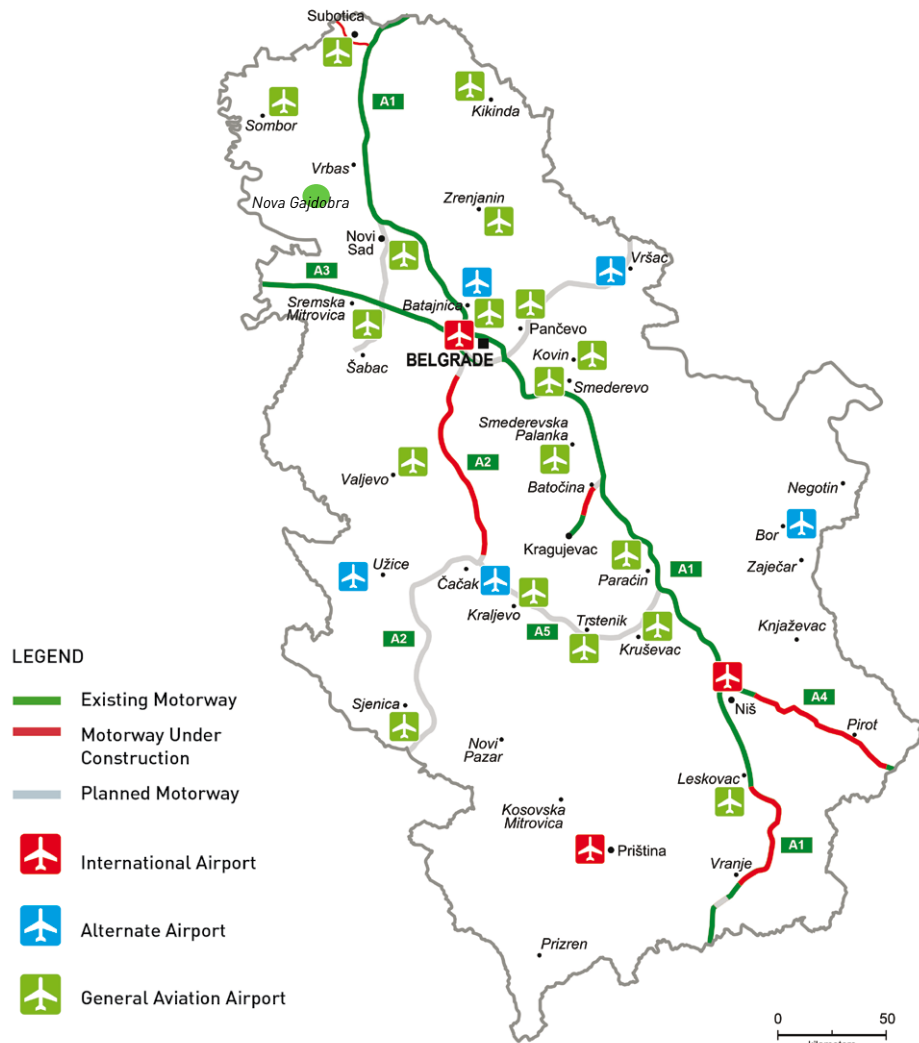 Subotica
A1
Kikinda
Sombor
Vrbas
Nova Gajdobra
Zrenjanin
Novi
Sad
A3
Vršac
Sremska
Mitrovica
Batajnica
Pančevo
BELGRADE
Kovin
Šabac
Smederevo
Smederevska
Palanka
A2
Valjevo
Batočina
Negotin
Bor
Kragujevac
Užice
Čačak
Paraćin
A1
Zaječar
Kraljevo
Trstenik
A2
A5
Kruševac
Knjaževac
LEGEND
Existing Motorway
Motorway Under
Construction
Planned Motorway
International Airport
Alternate Airport
General Aviation Airport
Sjenica
Niš
A4
Pirot
Novi
Pazar
Leskovac
Kosovska
Mitrovica
Priština
A1
Vranje
Prizren
0 50